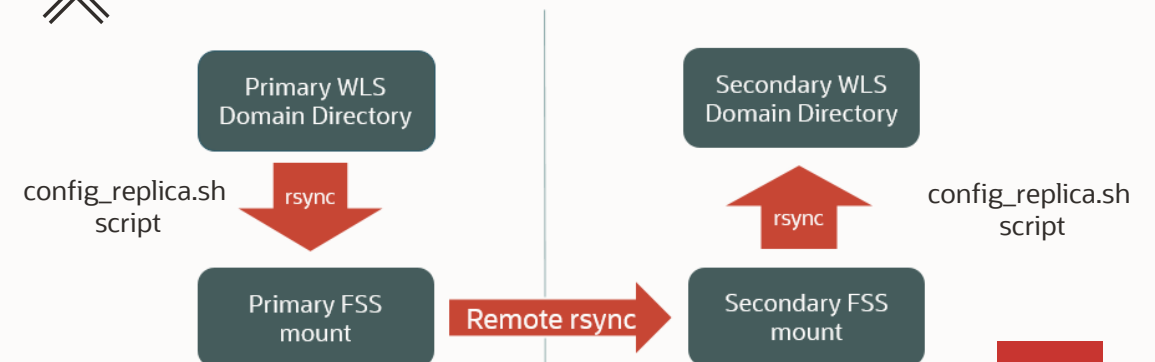 Primary WLS
Domain Directory
Secondary WLS
Domain Directory
config_replica.sh
script
rsync
rsync
config_replica.sh
script
Primary FSS
mount
Remote rsync
Secondary FSS
mount